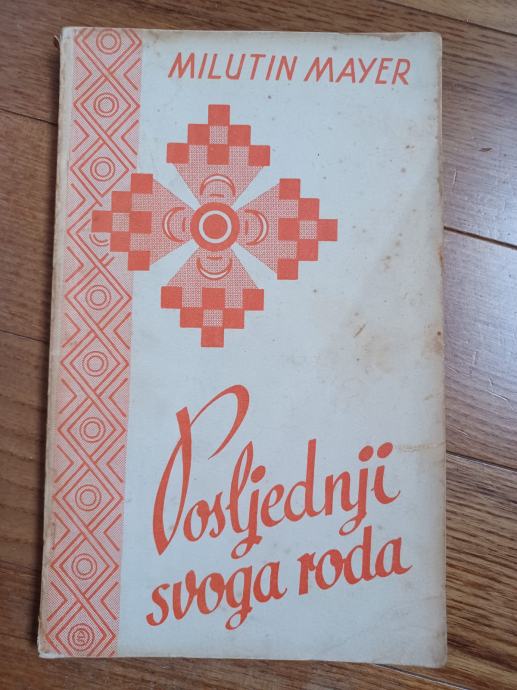 MILUTIN MAYER
Posljednji
svoga roda